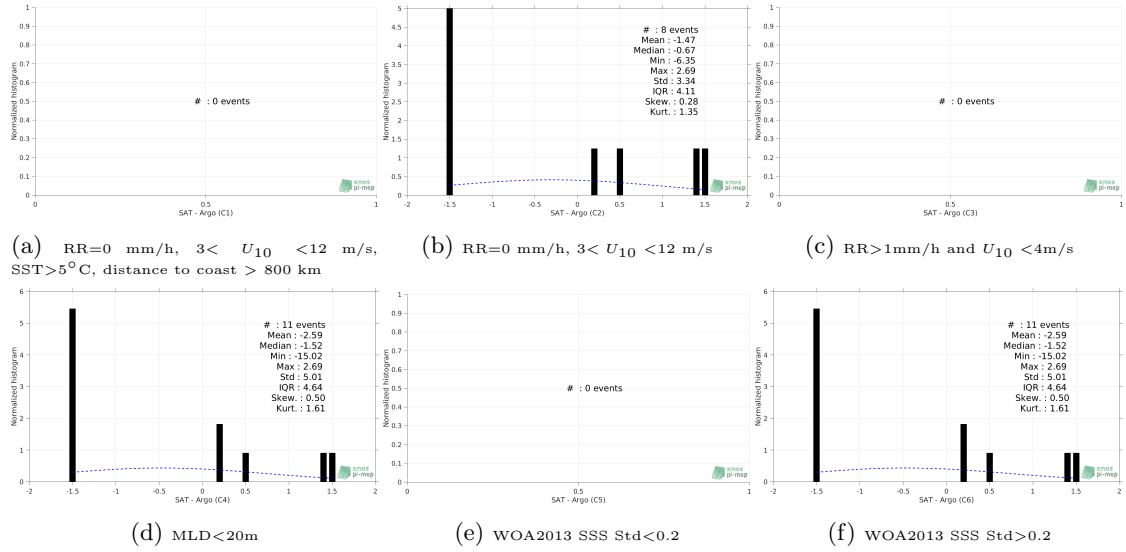 1
0.9
0.8
0.7
0.6
0.5
0.4
0.3
0.2
0.1
0
Normalized histogram
# : 0 events
0 0.5 1
SAT - Argo (C1)
smos
pi-mep
(a) RR=0 mm/h, 3< U10 <12 m/s,
SST>5°C, distance to coast > 800 km
5
4.5
4
3.5
3
2.5
2
1.5
1
0.5
0
Normalized histogram
# : 8 events
Mean : -1.47
Median : -0.67
Min : -6.35
Max : 2.69
Std : 3.34
IQR : 4.11
Skew. : 0.28
Kurt. : 1.35
-2 -1.5 -1 -0.5 0 0.5 1 1.5 2
SAT - Argo (C2)
smos
pi-mep
(b) RR=0 mm/h, 3< U10 <12 m/s
1
0.9
0.8
0.7
0.6
0.5
0.4
0.3
0.2
0.1
0
Normalized histogram
# : 0 events
0 0.5 1
SAT - Argo (C3)
smos
pi-mep
(c) RR>1mm/h and U10 <4m/s
6
5
4
3
2
1
0
Normalized histogram
# : 11 events
Mean : -2.59
Median : -1.52
Min : -15.02
Max : 2.69
Std : 5.01
IQR : 4.64
Skew. : 0.50
Kurt. : 1.61
-2 -1.5 -1 -0.5 0 0.5 1 1.5 2
SAT - Argo (C4)
smos
pi-mep
(d) MLD<20m
1
0.9
0.8
0.7
0.6
0.5
0.4
0.3
0.2
0.1
0
Normalized histogram
# : 0 events
0 0.5 1
SAT - Argo (C5)
smos
pi-mep
(e) WOA2013 SSS Std<0.2
6
5
4
3
2
1
0
Normalized histogram
# : 11 events
Mean : -2.59
Median : -1.52
Min : -15.02
Max : 2.69
Std : 5.01
IQR : 4.64
Skew. : 0.50
Kurt. : 1.61
-2 -1.5 -1 -0.5 0 0.5 1 1.5 2
SAT - Argo (C6)
smos
pi-mep
(f) WOA2013 SSS Std>0.2